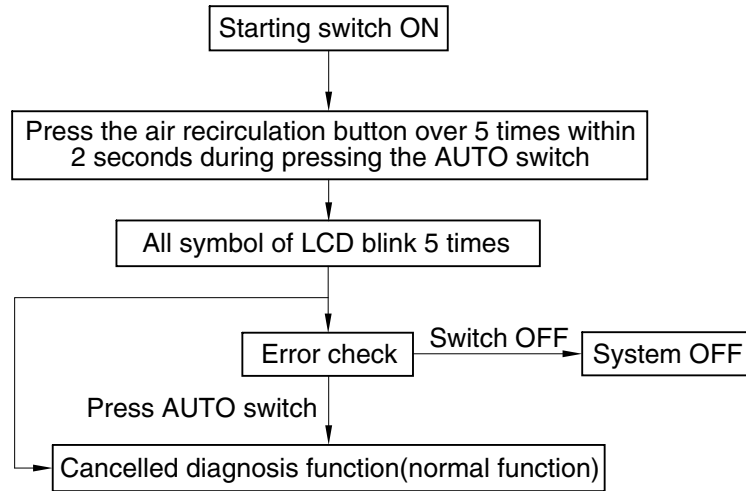 Starting switch ON
Press the air recirculation button over 5 times within
2 seconds during pressing the AUTO switch
All symbol of LCD blink 5 times
Error check
Switch OFF
System OFF
Press AUTO switch
Cancelled diagnosis function(normal function)